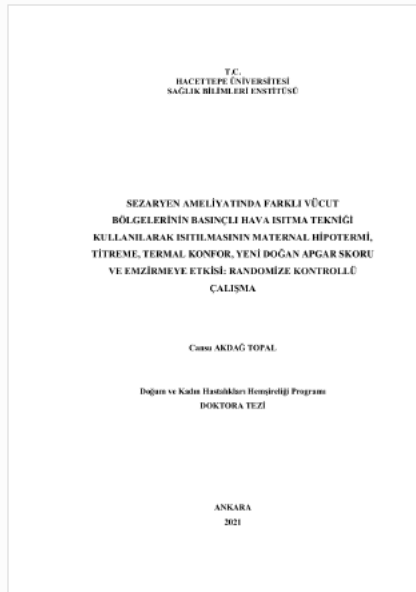 T.C.
HACETTEPE ÜNİVERSİTESİ
SAĞLIK BİLİMLERİ ENSTİTÜSÜ
SEZARYEN AMELİYATINDA FARKLI VÜCUT
BÖLGELERİNİN BASINÇLI HAVA ISITMA TEKNİĞİ
KULLANILARAK ISITILMASININ MATERNAL HİPOTERMİ,
TİTREME, TERMAL KONFOR, YENİ DOĞAN APGAR SKORU
VE EMZİRMEYE ETKİSİ: RANDOMİZE KONTROLLÜ
ÇALIŞMA
Cansu AKDAĞ TOPAL
Doğum ve Kadın Hastalıkları Hemşireliği Programı
DOKTORA TEZİ
ANKARA
2021